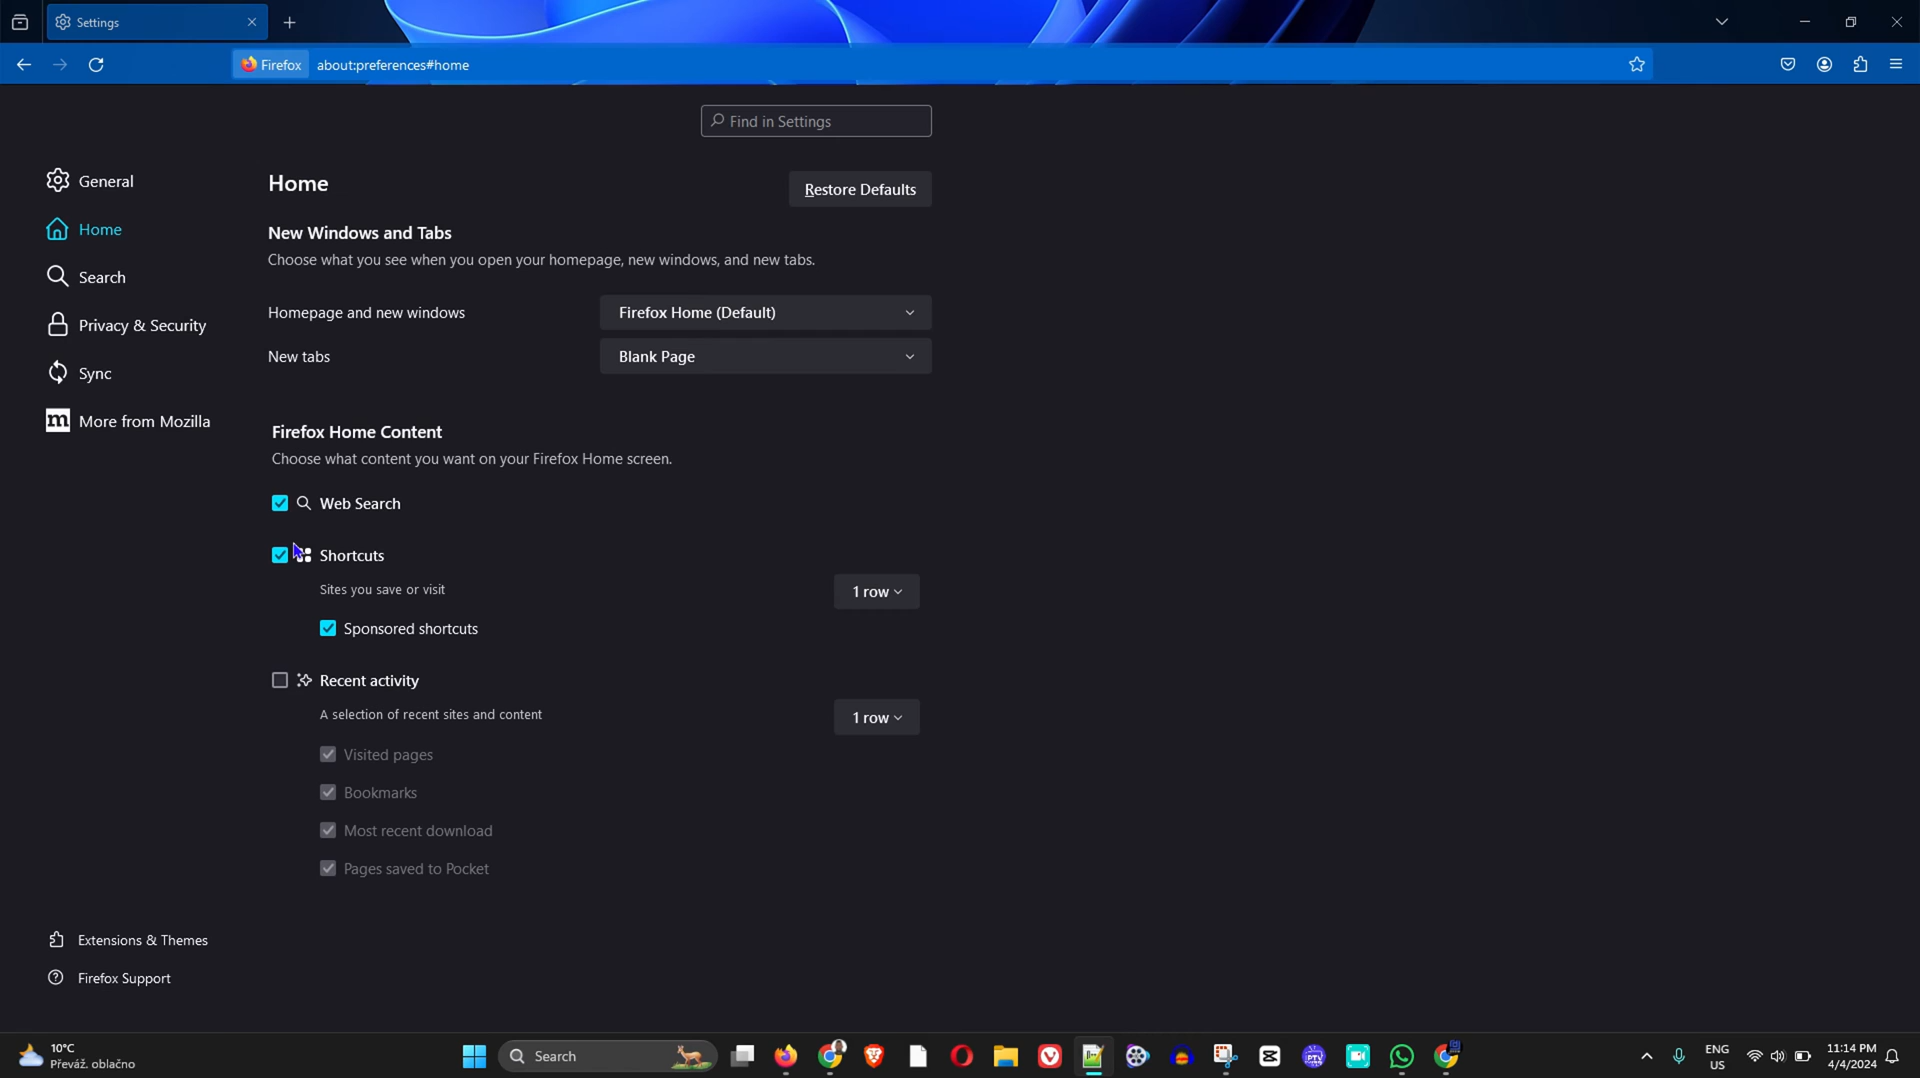 Settings
Firefox
about:preferences#home
Find in Settings
General
Home
Search
Privacy & Security
Sync
More from Mozilla
Extensions & Themes
Firefox Support
Home
Restore Defaults
New Windows and Tabs
Choose what you see when you open your homepage, new windows, and new tabs.
Homepage and new windows
Firefox Home (Default)
New tabs
Blank Page
Firefox Home Content
Choose what content you want on your Firefox Home screen.
Web Search
Shortcuts
Sites you save or visit
1 row
Sponsored shortcuts
Recent activity
A selection of recent sites and content
1 row
Visited pages
Bookmarks
Most recent download
Pages saved to Pocket
10°C
Převáž. oblačno
Search
ENG
US
11:14 PM
4/4/2024